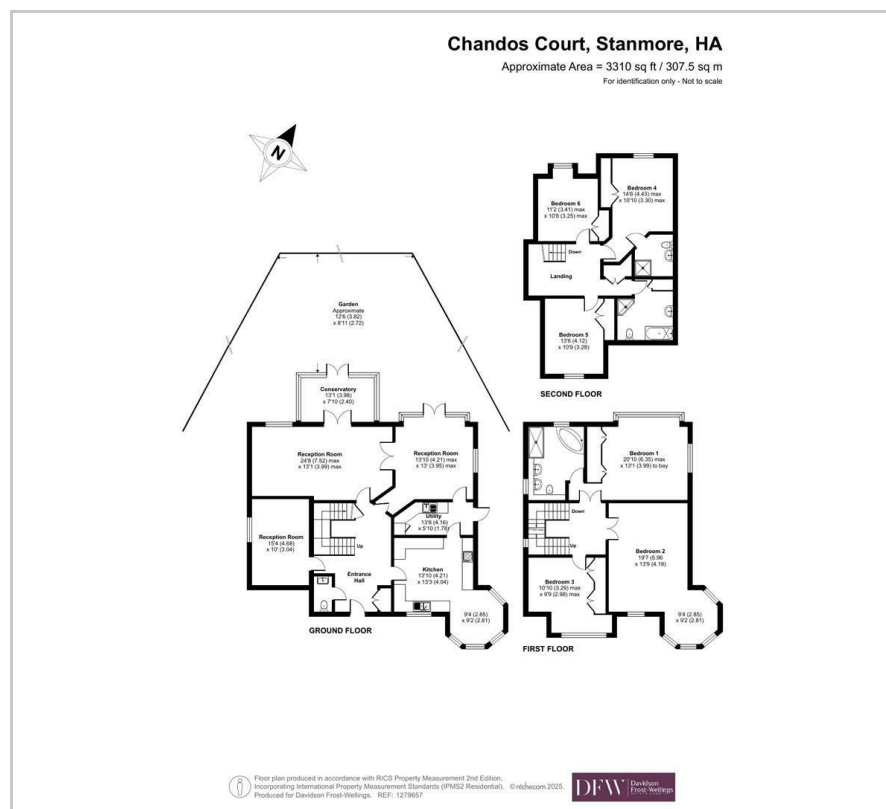 Chandos Court, Stanmore, HA
Approximate Area = 3310 sq ft / 307.5 sq m
For identification only - Not to scale
N
Bedroom 6
11'2 (3.41) max
x 10'8 (3.25) max
Bedroom 4
14'6 (4.43) max
x 10'10 (3.30) max
Down
Landing
Bedroom 5
13'6 (4.12)
x 10'9 (3.28)
SECOND FLOOR
Garden
Approximate
12'6 (3.82)
x 8'11 (2.72)
Conservatory
13'1 (3.98)
x 7'10 (2.40)
Reception Room
24'8 (7.52) max
x 13'1 (3.99) max
Reception Room
13'10 (4.21) max
x 13' (3.95) max
Utility
13'8 (4.16)
x 5'10 (1.78)
Reception Room
15'4 (4.68)
x 10' (3.04)
Up
Entrance
Hall
Kitchen
13'10 (4.21)
x 13'3 (4.04)
9'4 (2.85)
x 9'2 (2.81)
GROUND FLOOR
Bedroom 1
20'10 (6.35) max
x 13'1 (3.99) to bay
Down
Up
Bedroom 2
19'7 (5.96
x 13'9 (4.19)
Bedroom 3
10'10 (3.29) max
x 9'9 (2.98) max
9'4 (2.85)
x 9'2 (2.81)
FIRST FLOOR
Floor plan produced in accordance with RICS Property Measurement 2nd Edition,
Incorporating International Property Measurement Standards (IPMS2 Residential). © nichecom 2025.
Produced for Davidson Frost-Wellings. REF: 1279657
DFW
Davidson
Frost-Wellings